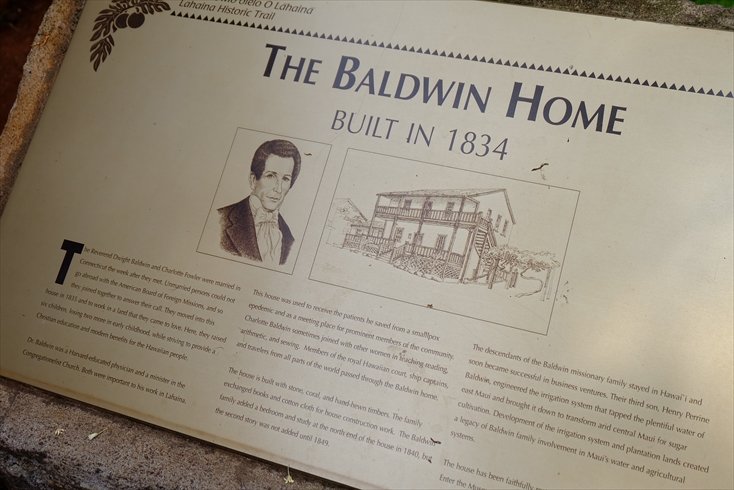 O Lahaina
Lahaina Historic Trail
THE BALDWIN HOME
BUILT IN 1834
The Reverend Dwight Baldwin and Charlotte Fowler were married in
Connecticut the week after they met. Unmarried persons could not
go abroad with the American Board of Foreign Missions, and so
they joined together to answer their call. They moved into this
house in and to work in a land that they came to love. Here, they raised
six children, losing two more in early childhood, while striving to provide a
Christian education and modern benefits for the Hawaiian people.
Dr. Baldwin was a Harvard-educated physician and a minister in the
Congregationalist Church. Both were important to his work in Lahaina.
This house was used to receive the patients he saved from a smallpox
epedemic and as a meeting place for prominent members of the community.
Charlotte Baldwin sometimes joined with other women in teaching reading,
arithmetic, and sewing. Members of the royal Hawaiian court, ship captains,
and travelers from all parts of the world passed through the Baldwin home.
The house is built with stone, coral, and hand-hewn timbers. The family
exchanged books and cotton cloth for house construction work. The Baldwin
family added a bedroom and study at the north end of the house in 1840, but
the second story was not added until 1849.
The descendants of the Baldwin missionary family stayed in Hawai`i and
soon became successful in business ventures. Their third son, Henry Perrine
Baldwin, engineered the irrigation system that tapped the plentiful water of
east Maui and brought it down to transform arid central Maui for sugar
cultivation. Development of the irrigation system and plantation lands created
a legacy of Baldwin family involvement in Maui's water and agricultural
systems.
The house has been faithfully
Enter the